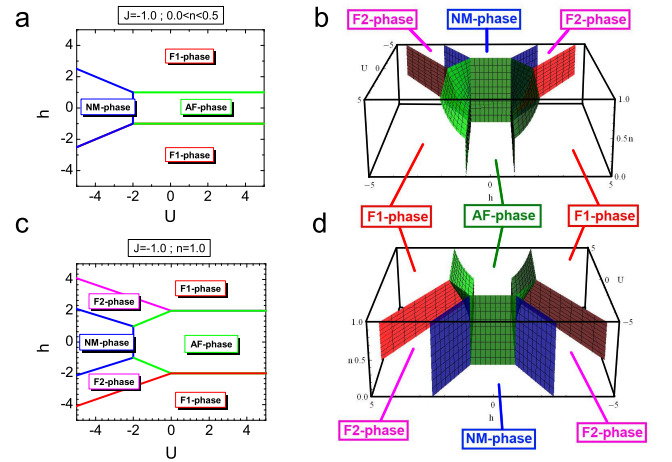 a
J=-1.0 ; 0.0<n<0.5
F1-phase
NM-phase
AF-phase
F1-phase
h
4
2
0
-2
-4
-4 -2 0 2 4
U
b
F2-phase
NM-phase
F2-phase
U
-5
0
5
1.0
0.5 n
0.0
-5
0
5
h
F1-phase
AF-phase
F1-phase
c
J=-1.0 ; n=1.0
F1-phase
F2-phase
NM-phase
AF-phase
F2-phase
F1-phase
h
4
2
0
-2
-4
-4 -2 0 2 4
U
d
5
0
U
-5
1.0
n 0.5
0.0
5
0
-5
h
F2-phase
NM-phase
F2-phase